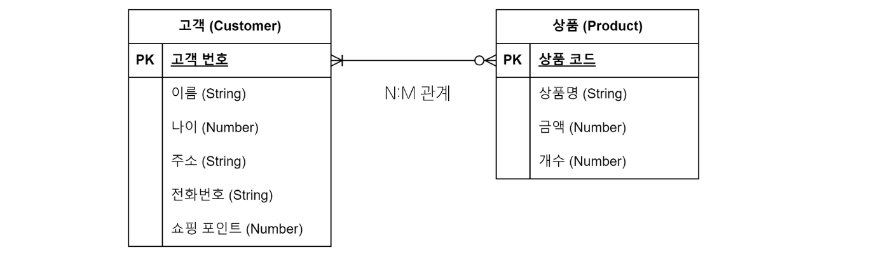 고객 (Customer)
PK 고객 번호
이름 (String)
나이 (Number)
주소 (String)
전화번호 (String)
쇼핑 포인트 (Number)
N:M 관계
상품 (Product)
PK 상품 코드
상품명 (String)
금액 (Number)
개수 (Number)